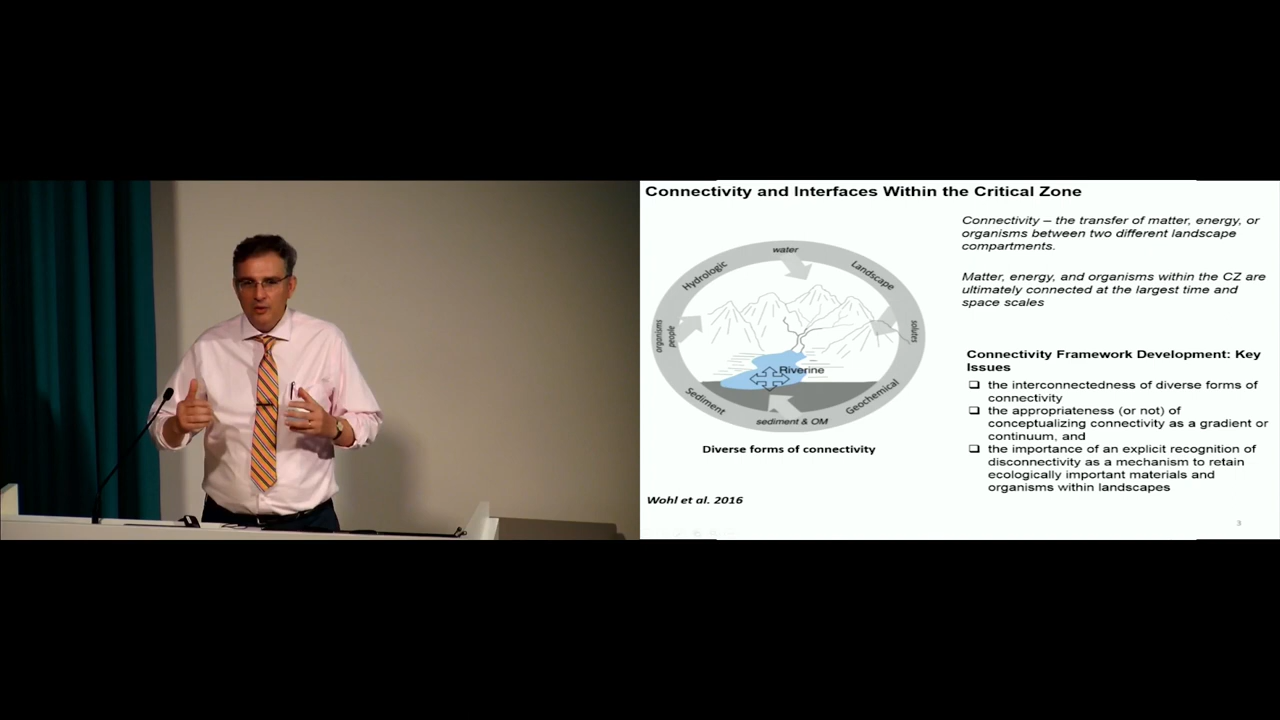 Connectivity and Interfaces Within the Critical Zone
Connectivity – the transfer of matter, energy, or
organisms between two different landscape
compartments.
Matter, energy, and organisms within the CZ are
ultimately connected at the largest time and
space scales
water
Hydrologic
Landscape
organisms
people
solutes
Riverine
Sediment
Geochemical
sediment & OM
Diverse forms of connectivity
Wohl et al. 2016
Connectivity Framework Development: Key
Issues
❑ the interconnectedness of diverse forms of
connectivity
❑ the appropriateness (or not) of
conceptualizing connectivity as a gradient or
continuum, and
❑ the importance of an explicit recognition of
disconnectivity as a mechanism to retain
ecologically important materials and
organisms within landscapes
3